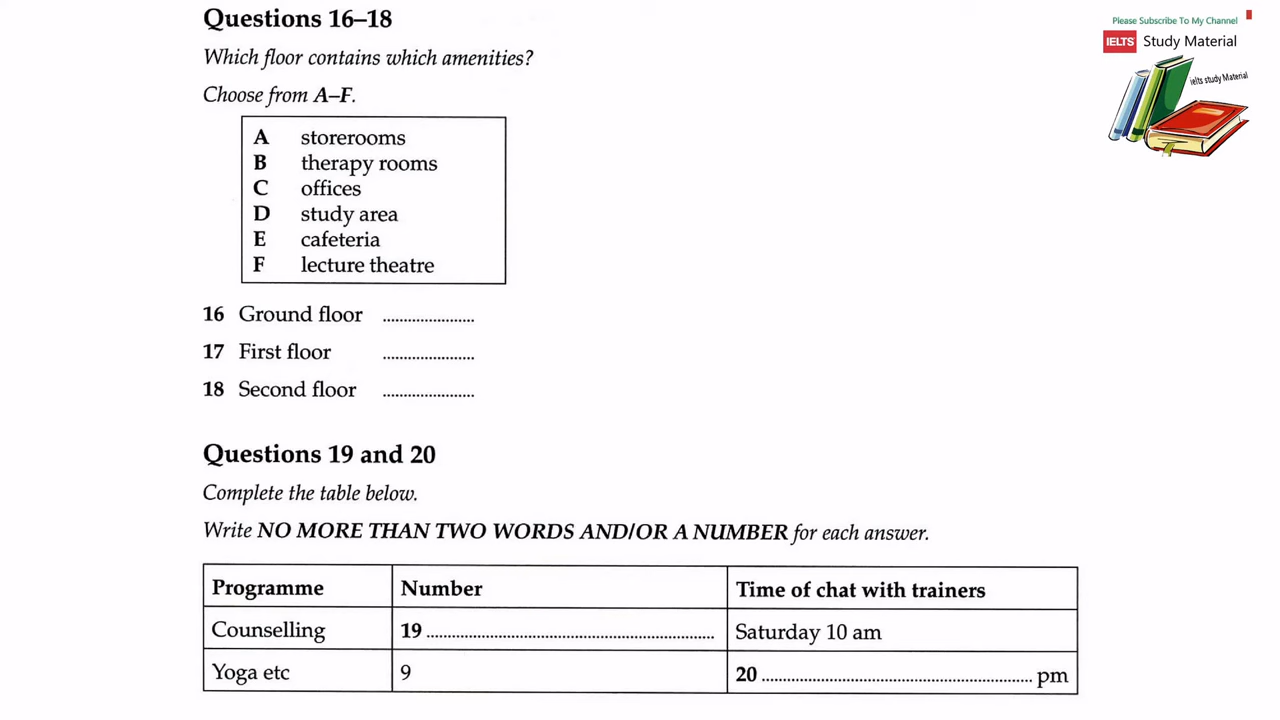 Please Subscribe To My Channel
IELTS Study Material
ielts study Material
Questions 16–18
Which floor contains which amenities?
Choose from A–F.
A storerooms
B therapy rooms
C offices
D study area
E cafeteria
F lecture theatre
16 Ground floor ......................
17 First floor ......................
18 Second floor ......................
Questions 19 and 20
Complete the table below.
Write NO MORE THAN TWO WORDS AND/OR A NUMBER for each answer.
Programme Number Time of chat with trainers
Counselling 19 ...................................................................... Saturday 10 am
Yoga etc 9 20 ................................................................. pm